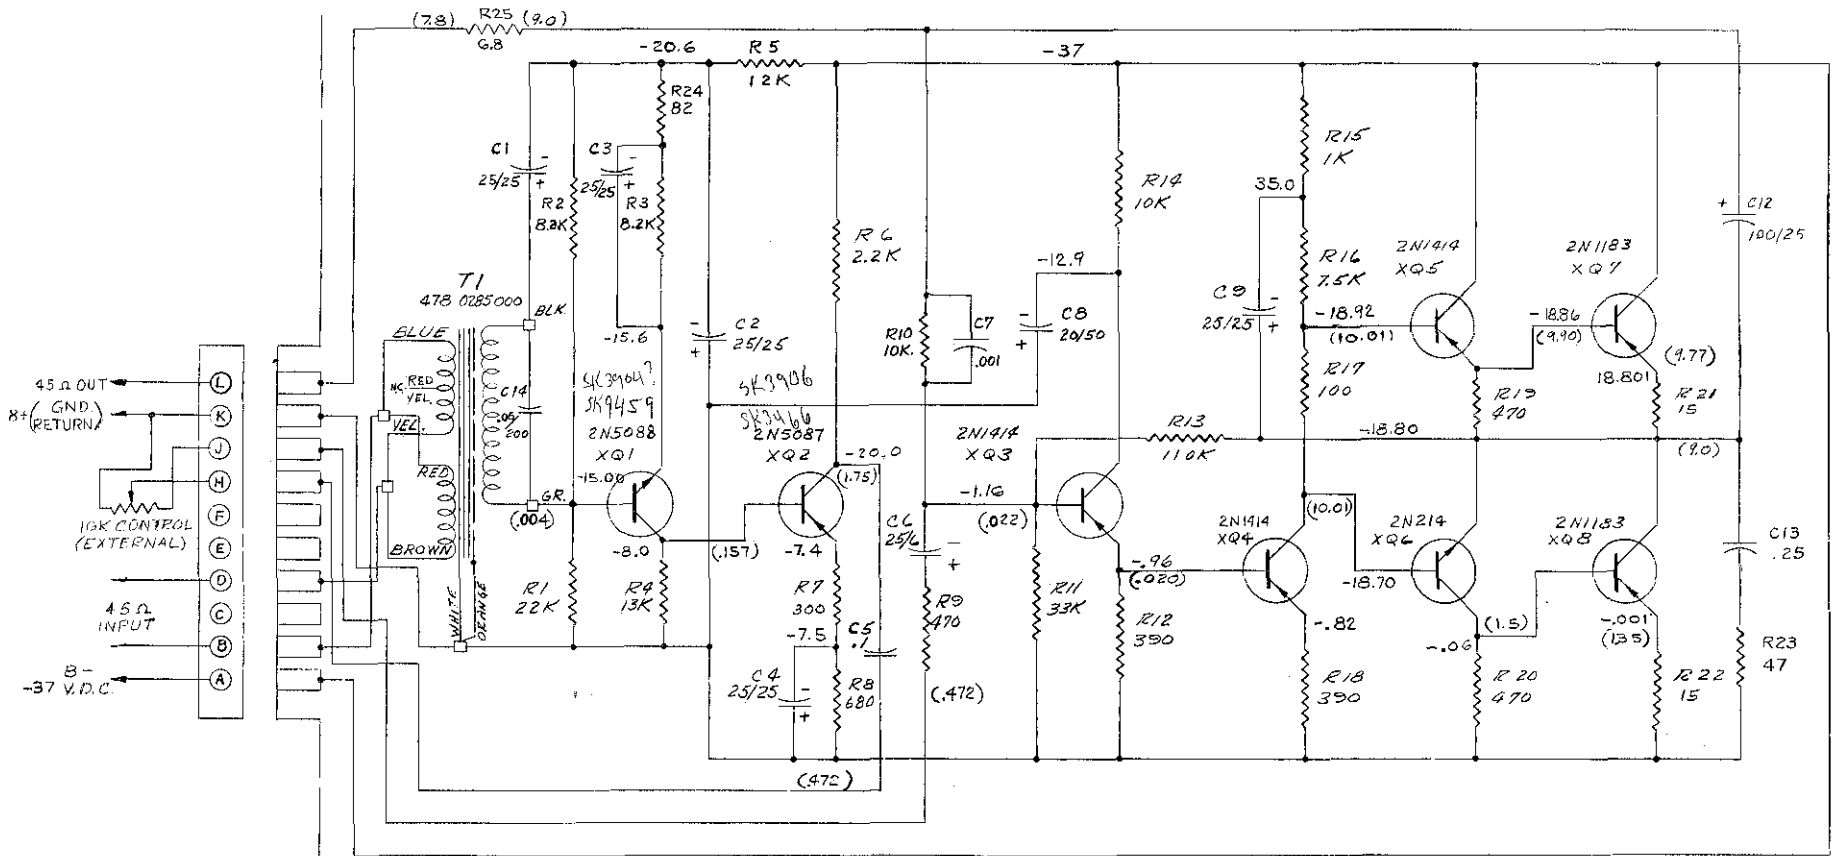 (7.8) R25 (9.0)
6.8
-20.6
R5
12K
-37
R24
82
C1
25/25
-
+
C3
25/25
-
+
R2
8.2K
R3
8.2K
R6
2.2K
R14
10K
R15
1K
35.0
+ C12
100/25
T1
478 0285000
BLK.
BLUE
NC. RED
YEL.
YEL.
RED
BROWN
C14
.05/200
GR.
(.004)
WHITE
ORANGE
-15.6
- C2
25/25
+
R10
10K.
C7
.001
-12.9
- C8
20/50
+
C9
25/25
-
+
R16
7.5K
-18.92
(10.01)
R17
100
2N1414
XQ5
2N1183
XQ7
-18.86
(9.90)
(9.77)
18.801
R19
470
R21
15
SK3904?
SK9459
2N5088
XQ1
-15.00
-8.0
(.157)
SK3906
SK3466
2N5087
XQ2
-20.0
(1.75)
-7.4
R1
22K
R4
13K
R7
300
-7.5
C4
25/25
-
+
R8
680
C5
.1
(.472)
2N1414
XQ3
R13
110K
-18.80
(9.0)
-1.16
(.022)
C6
25/6
-
+
R9
470
(.472)
R11
33K
-.96
(.020)
R12
390
2N1414
XQ4
(10.01)
-.82
R18
390
2N214
XQ6
-18.70
-.06
(1.5)
R20
470
2N1183
XQ8
-.001
(1.35)
R22
15
C13
.25
R23
47
45Ω OUT
L
B+ (GND. RETURN)
K
J
H
10K CONTROL
(EXTERNAL)
F
E
D
45Ω
INPUT
C
B
B-
-37 V.D.C.
A